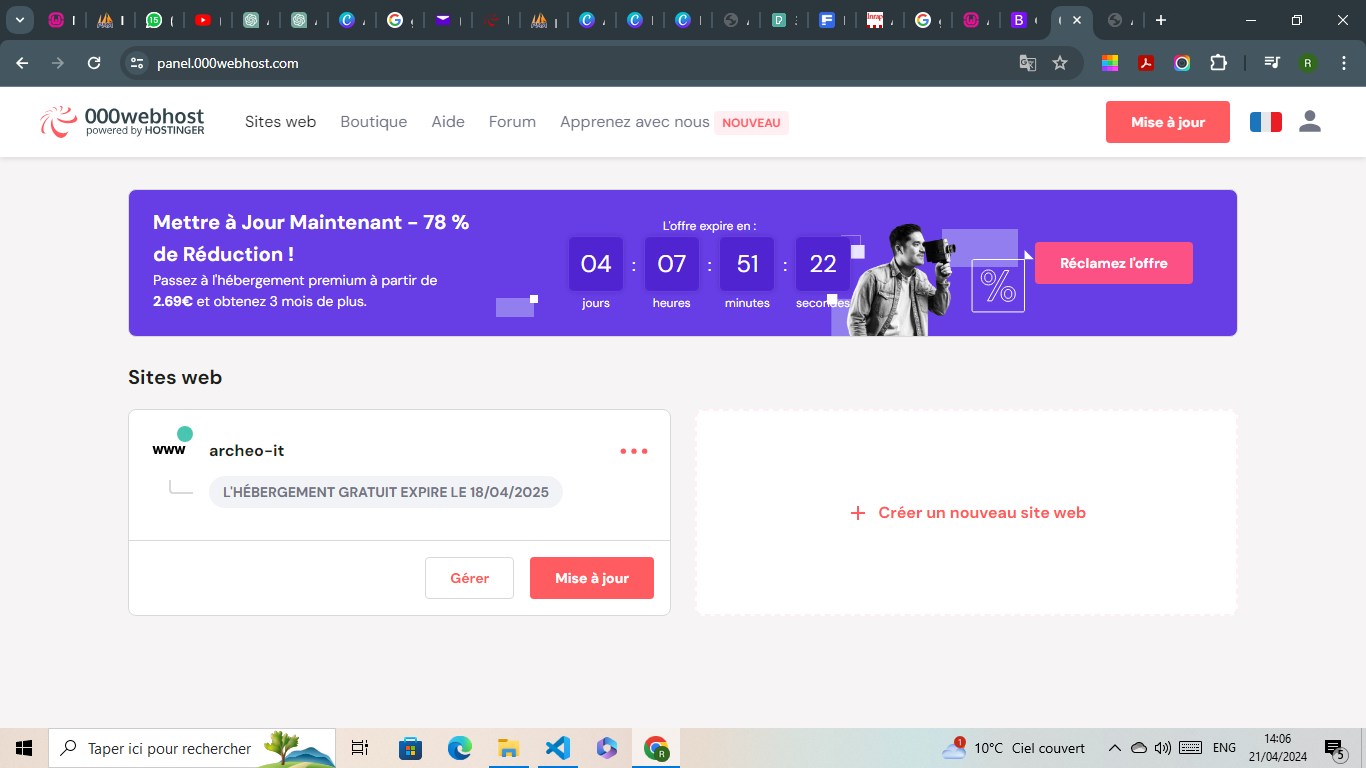 panel.000webhost.com
R
000webhost
powered by HOSTINGER
Sites web
Boutique
Aide
Forum
Apprenez avec nous
NOUVEAU
Mise à jour
Mettre à Jour Maintenant - 78 %
de Réduction !
Passez à l'hébergement premium à partir de
2.69€ et obtenez 3 mois de plus.
L'offre expire en :
04 : 07 : 51 : 22
jours heures minutes secondes
%
Réclamez l'offre
Sites web
www
archeo-it
L'HÉBERGEMENT GRATUIT EXPIRE LE 18/04/2025
Gérer
Mise à jour
+ Créer un nouveau site web
Taper ici pour rechercher
1
10°C Ciel couvert
ENG
14:06
21/04/2024
5